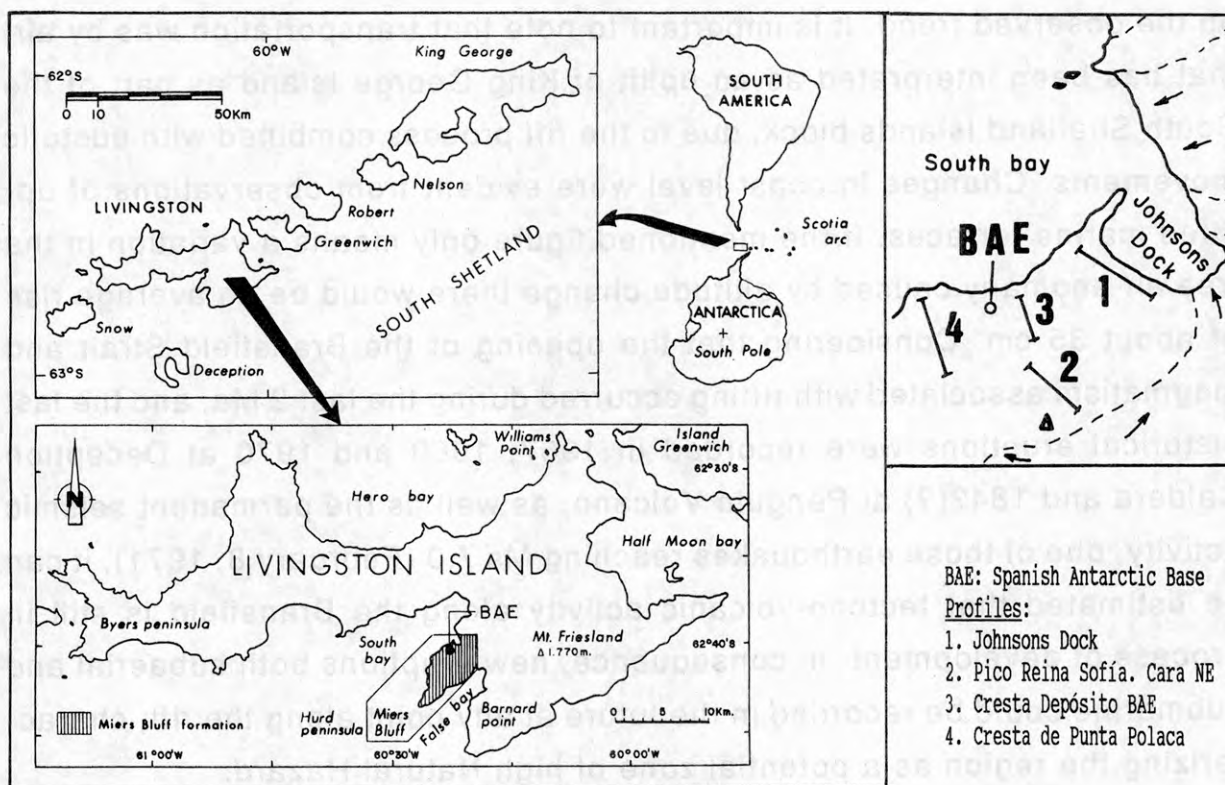 60°W
62°S
King George
0 10 50Km
Nelson
LIVINGSTON
Robert
Greenwich
Snow
63°S
Deception
SOUTH SHETLAND
SOUTH
AMERICA
Scotia
arc
ANTARCTICA
South Pole
South bay
Johnsons
Dock
BAE
1
3
4
2
N
Williams
Point
Island
Greenwich
62°30'S
Hero bay
Half Moon bay
LIVINGSTON ISLAND
BAE
Byers peninsula
South
bay
Mt. Friesland
1.770m.
62°40'S
Miers Bluff formation
Hurd
peninsula
Miers
Bluff
False bay
Barnard
point
0 1 5 10Km.
61°00'W
60°30'W
60°00'W
BAE: Spanish Antarctic Base
Profiles:
1. Johnsons Dock
2. Pico Reina Sofía. Cara NE
3. Cresta Depósito BAE
4. Cresta de Punta Polaca